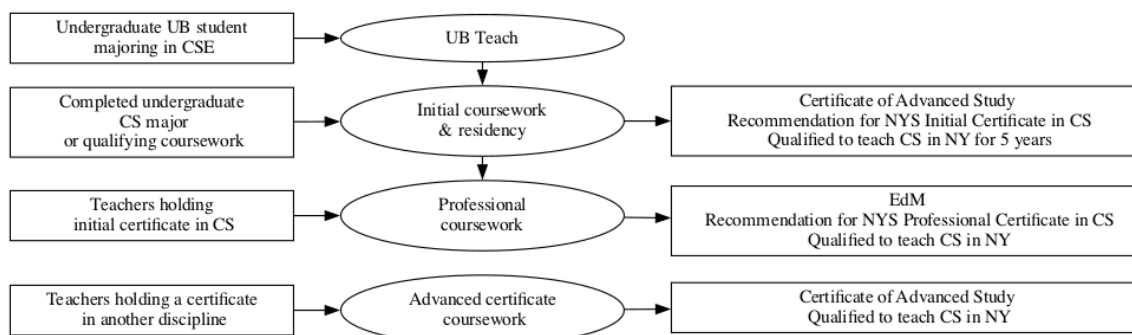 Undergraduate UB student
majoring in CSE
UB Teach
Completed undergraduate
CS major
or qualifying coursework
Initial coursework
& residency
Certificate of Advanced Study
Recommendation for NYS Initial Certificate in CS
Qualified to teach CS in NY for 5 years
Teachers holding
initial certificate in CS
Professional
coursework
EdM
Recommendation for NYS Professional Certificate in CS
Qualified to teach CS in NY
Teachers holding a certificate
in another discipline
Advanced certificate
coursework
Certificate of Advanced Study
Qualified to teach CS in NY